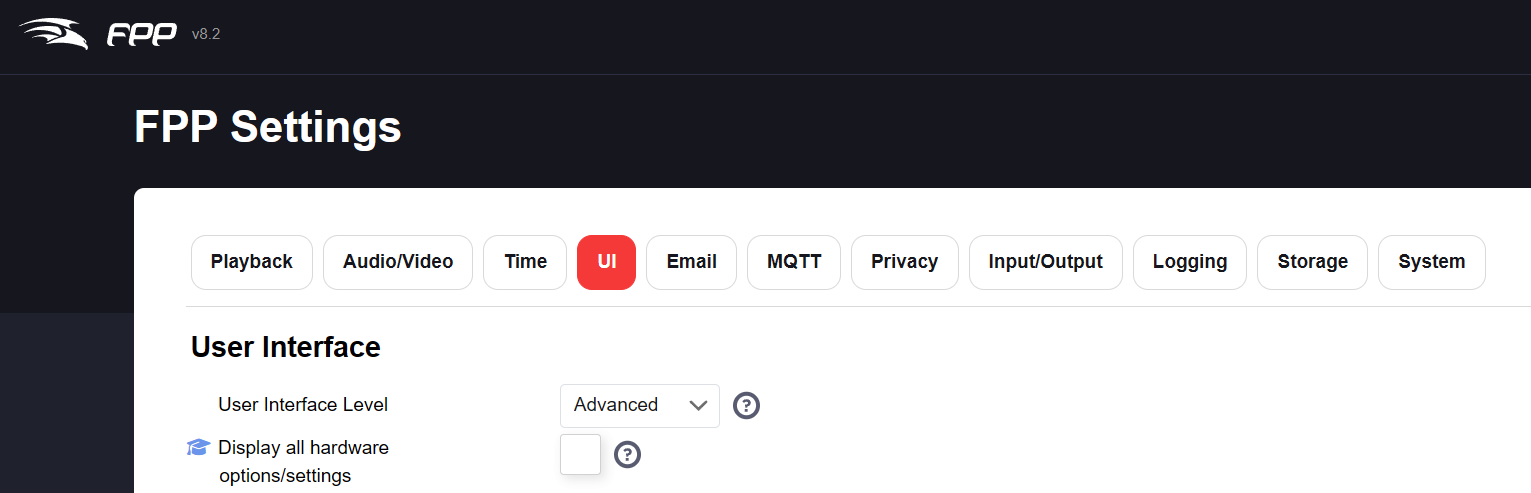 FPP v8.2
FPP Settings
Playback Audio/Video Time UI Email MQTT Privacy Input/Output Logging Storage System
User Interface
User Interface Level Advanced ?
Display all hardware ?
options/settings